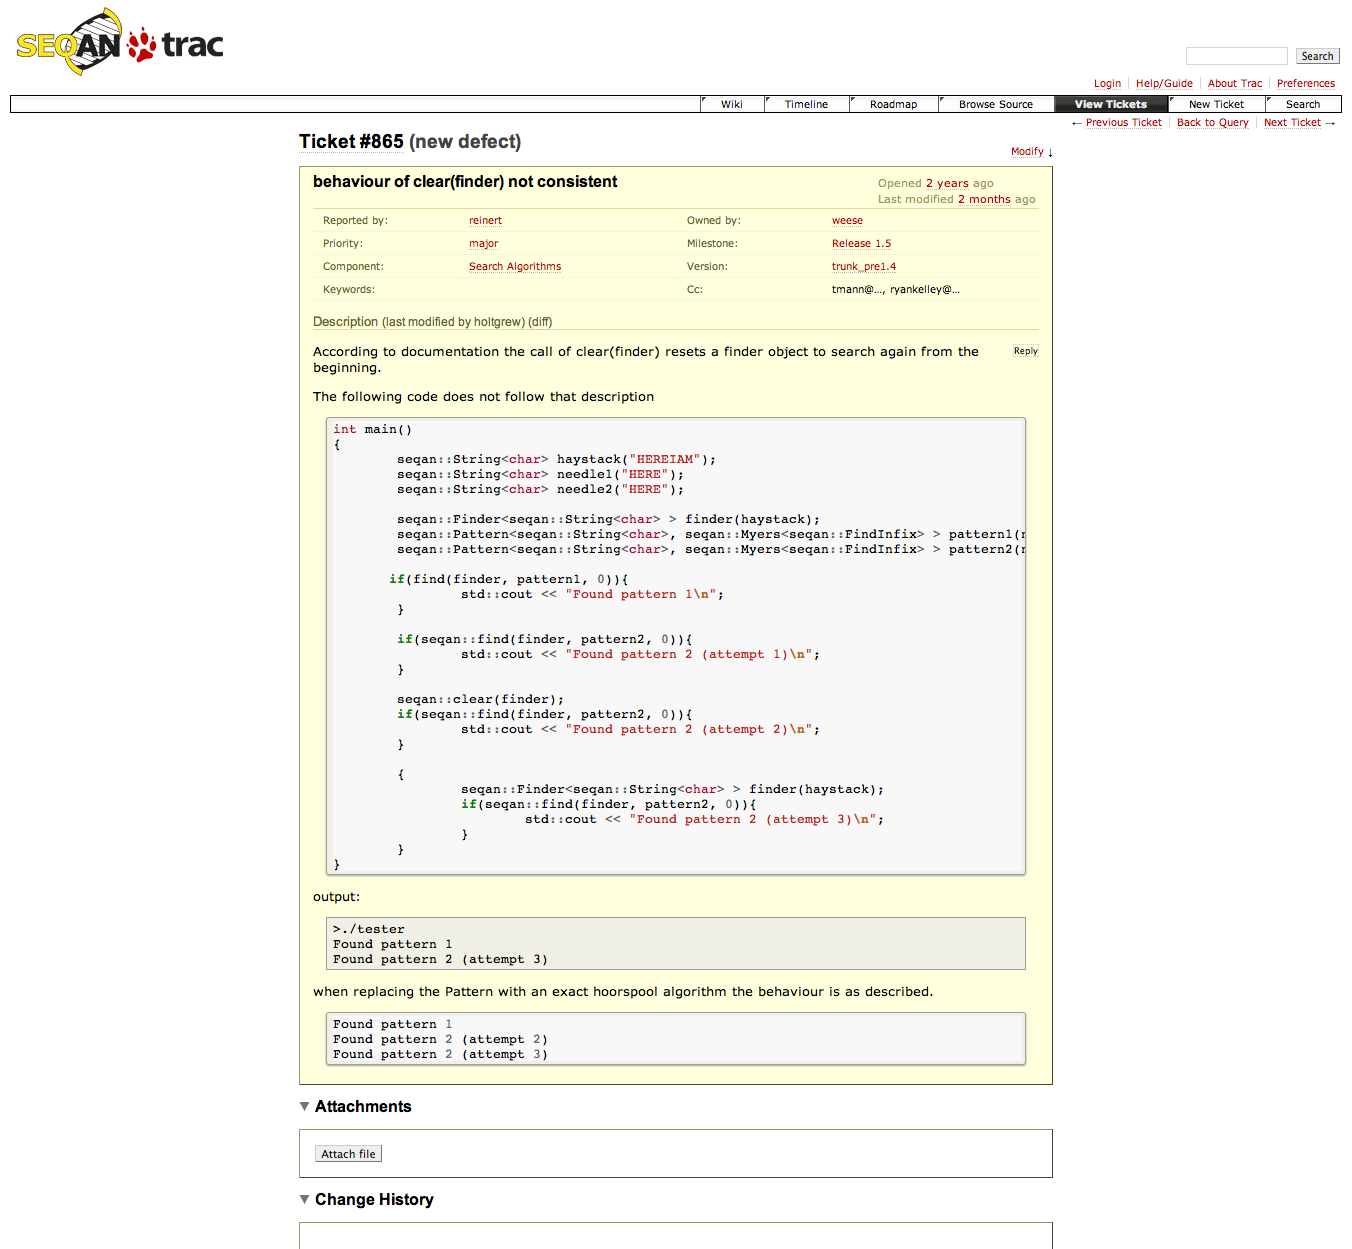 SEQAN trac
Search
Login Help/Guide About Trac Preferences
Wiki Timeline Roadmap Browse Source View Tickets New Ticket Search
← Previous Ticket Back to Query Next Ticket →
Ticket #865 (new defect)
Modify ↓
behaviour of clear(finder) not consistent
Opened 2 years ago
Last modified 2 months ago
Reported by: reinert Owned by: weese
Priority: major Milestone: Release 1.5
Component: Search Algorithms Version: trunk_pre1.4
Keywords: Cc: tmann@…, ryankelley@…
Description (last modified by holtgrew) (diff)
Reply
According to documentation the call of clear(finder) resets a finder object to search again from the
beginning.
The following code does not follow that description
int main()
{
seqan::String<char> haystack("HEREIAM");
seqan::String<char> needle1("HERE");
seqan::String<char> needle2("HERE");
seqan::Finder<seqan::String<char> > finder(haystack);
seqan::Pattern<seqan::String<char>, seqan::Myers<seqan::FindInfix> > pattern1(
seqan::Pattern<seqan::String<char>, seqan::Myers<seqan::FindInfix> > pattern2(
if(find(finder, pattern1, 0)){
std::cout << "Found pattern 1\n";
}
if(seqan::find(finder, pattern2, 0)){
std::cout << "Found pattern 2 (attempt 1)\n";
}
seqan::clear(finder);
if(seqan::find(finder, pattern2, 0)){
std::cout << "Found pattern 2 (attempt 2)\n";
}
{
seqan::Finder<seqan::String<char> > finder(haystack);
if(seqan::find(finder, pattern2, 0)){
std::cout << "Found pattern 2 (attempt 3)\n";
}
}
}
output:
>./tester
Found pattern 1
Found pattern 2 (attempt 3)
when replacing the Pattern with an exact hoorspool algorithm the behaviour is as described.
Found pattern 1
Found pattern 2 (attempt 2)
Found pattern 2 (attempt 3)
Attachments
Attach file
Change History